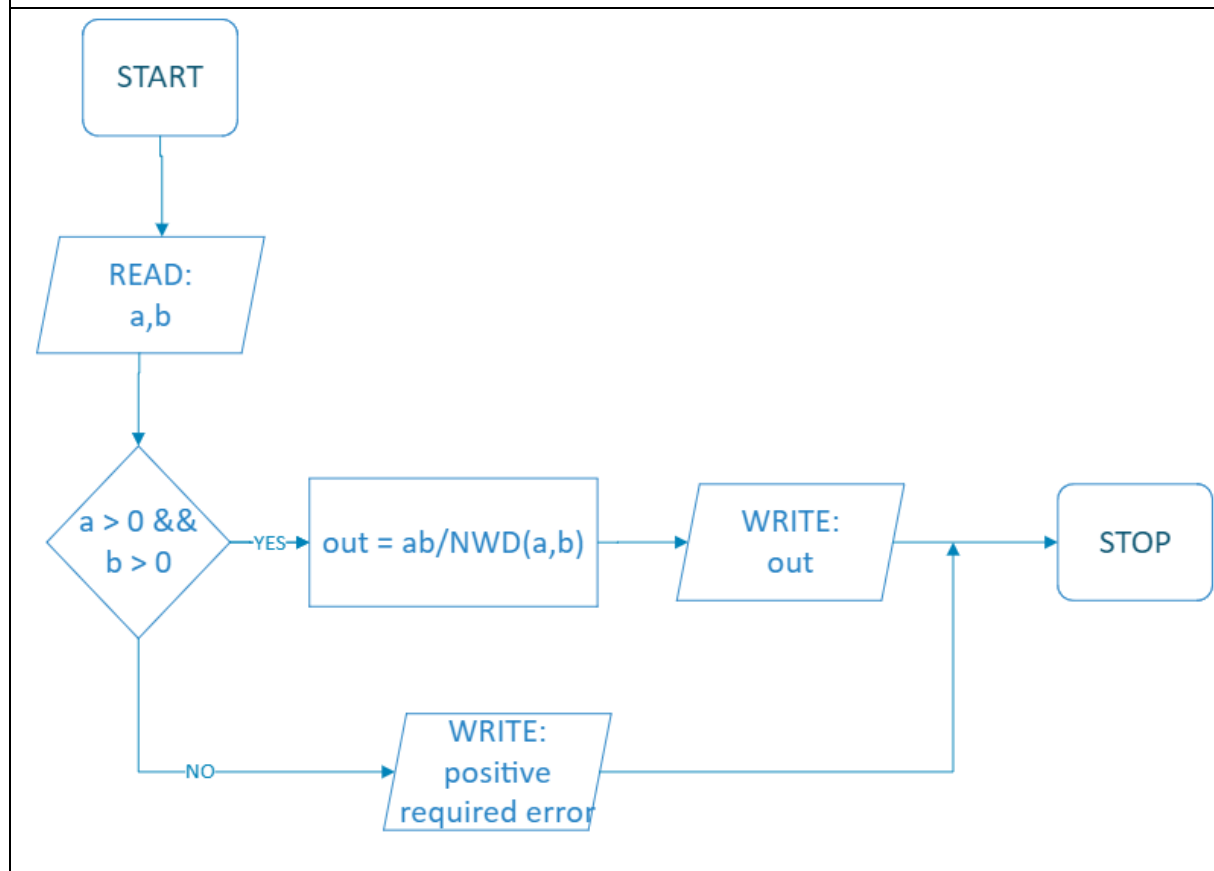 START
READ:
a,b
a > 0 &&
b > 0
YES
out = ab/NWD(a,b)
WRITE:
out
STOP
NO
WRITE:
positive
required error